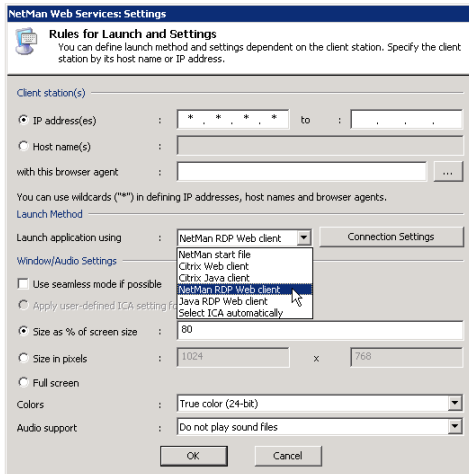 NetMan Web Services: Settings
Rules for Launch and Settings
You can define launch method and settings dependent on the client station. Specify the client
station by its host name or IP address.
Client station(s)
IP address(es) : * . * . * . * to : . . .
Host name(s) :
with this browser agent : ...
You can use wildcards ("*") in defining IP addresses, host names and browser agents.
Launch Method
Launch application using : NetMan RDP Web client Connection Settings
NetMan start file
Window/Audio Settings
Citrix Web client
Citrix Java client
Use seamless mode if possible
NetMan RDP Web client
Java RDP Web client
Apply user-defined ICA setting fo
Select ICA automatically
Size as % of screen size : 80
Size in pixels : 1024 x 768
Full screen
Colors : True color (24-bit)
Audio support : Do not play sound files
OK Cancel